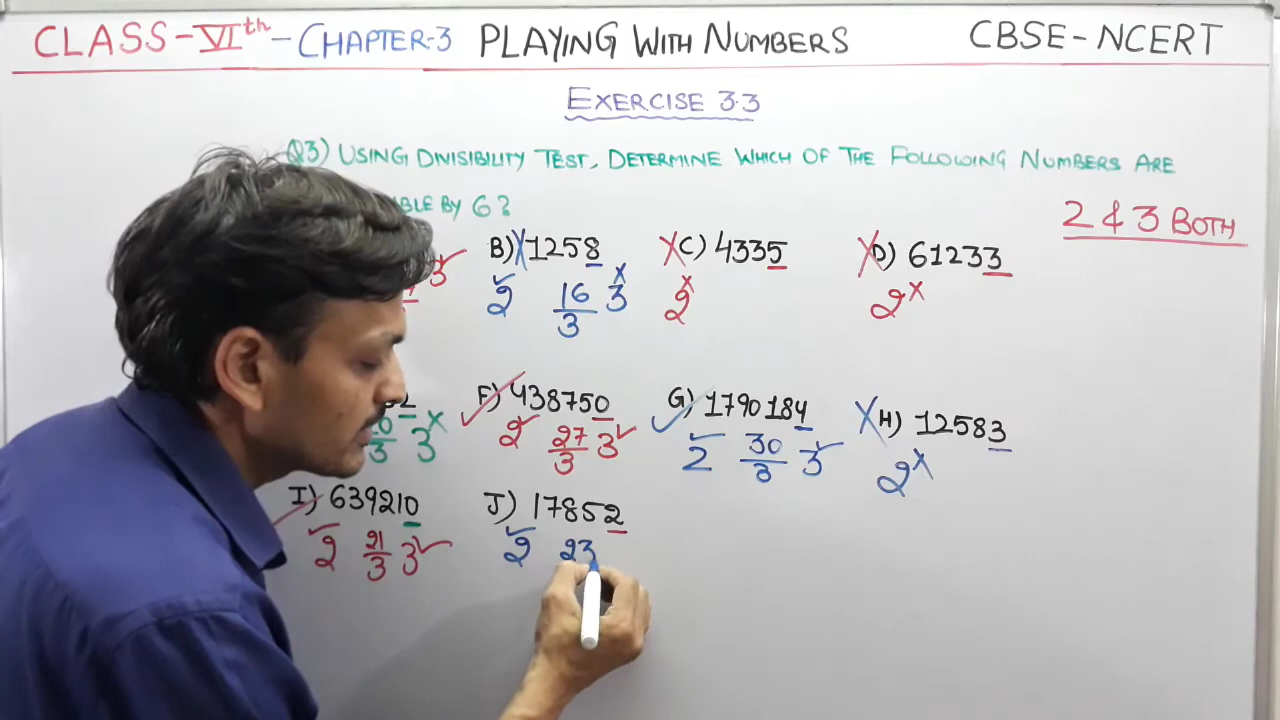 CLASS-VIth-CHAPTER-3 PLAYING WITH NUMBERS CBSE-NCERT
EXERCISE 3.3
Q3) USING DIVISIBILITY TEST, DETERMINE WHICH OF THE FOLLOWING NUMBERS ARE
BY 6?
2 & 3 BOTH
3
B) 1258
2 16/3 3
C) 4335
2
D) 61233
2
2
3
F) 438750
2 27/3 3
G) 1790184
2 30/3 3
H) 12583
2
I) 639210
2 21/3 3
J) 17852
2 23